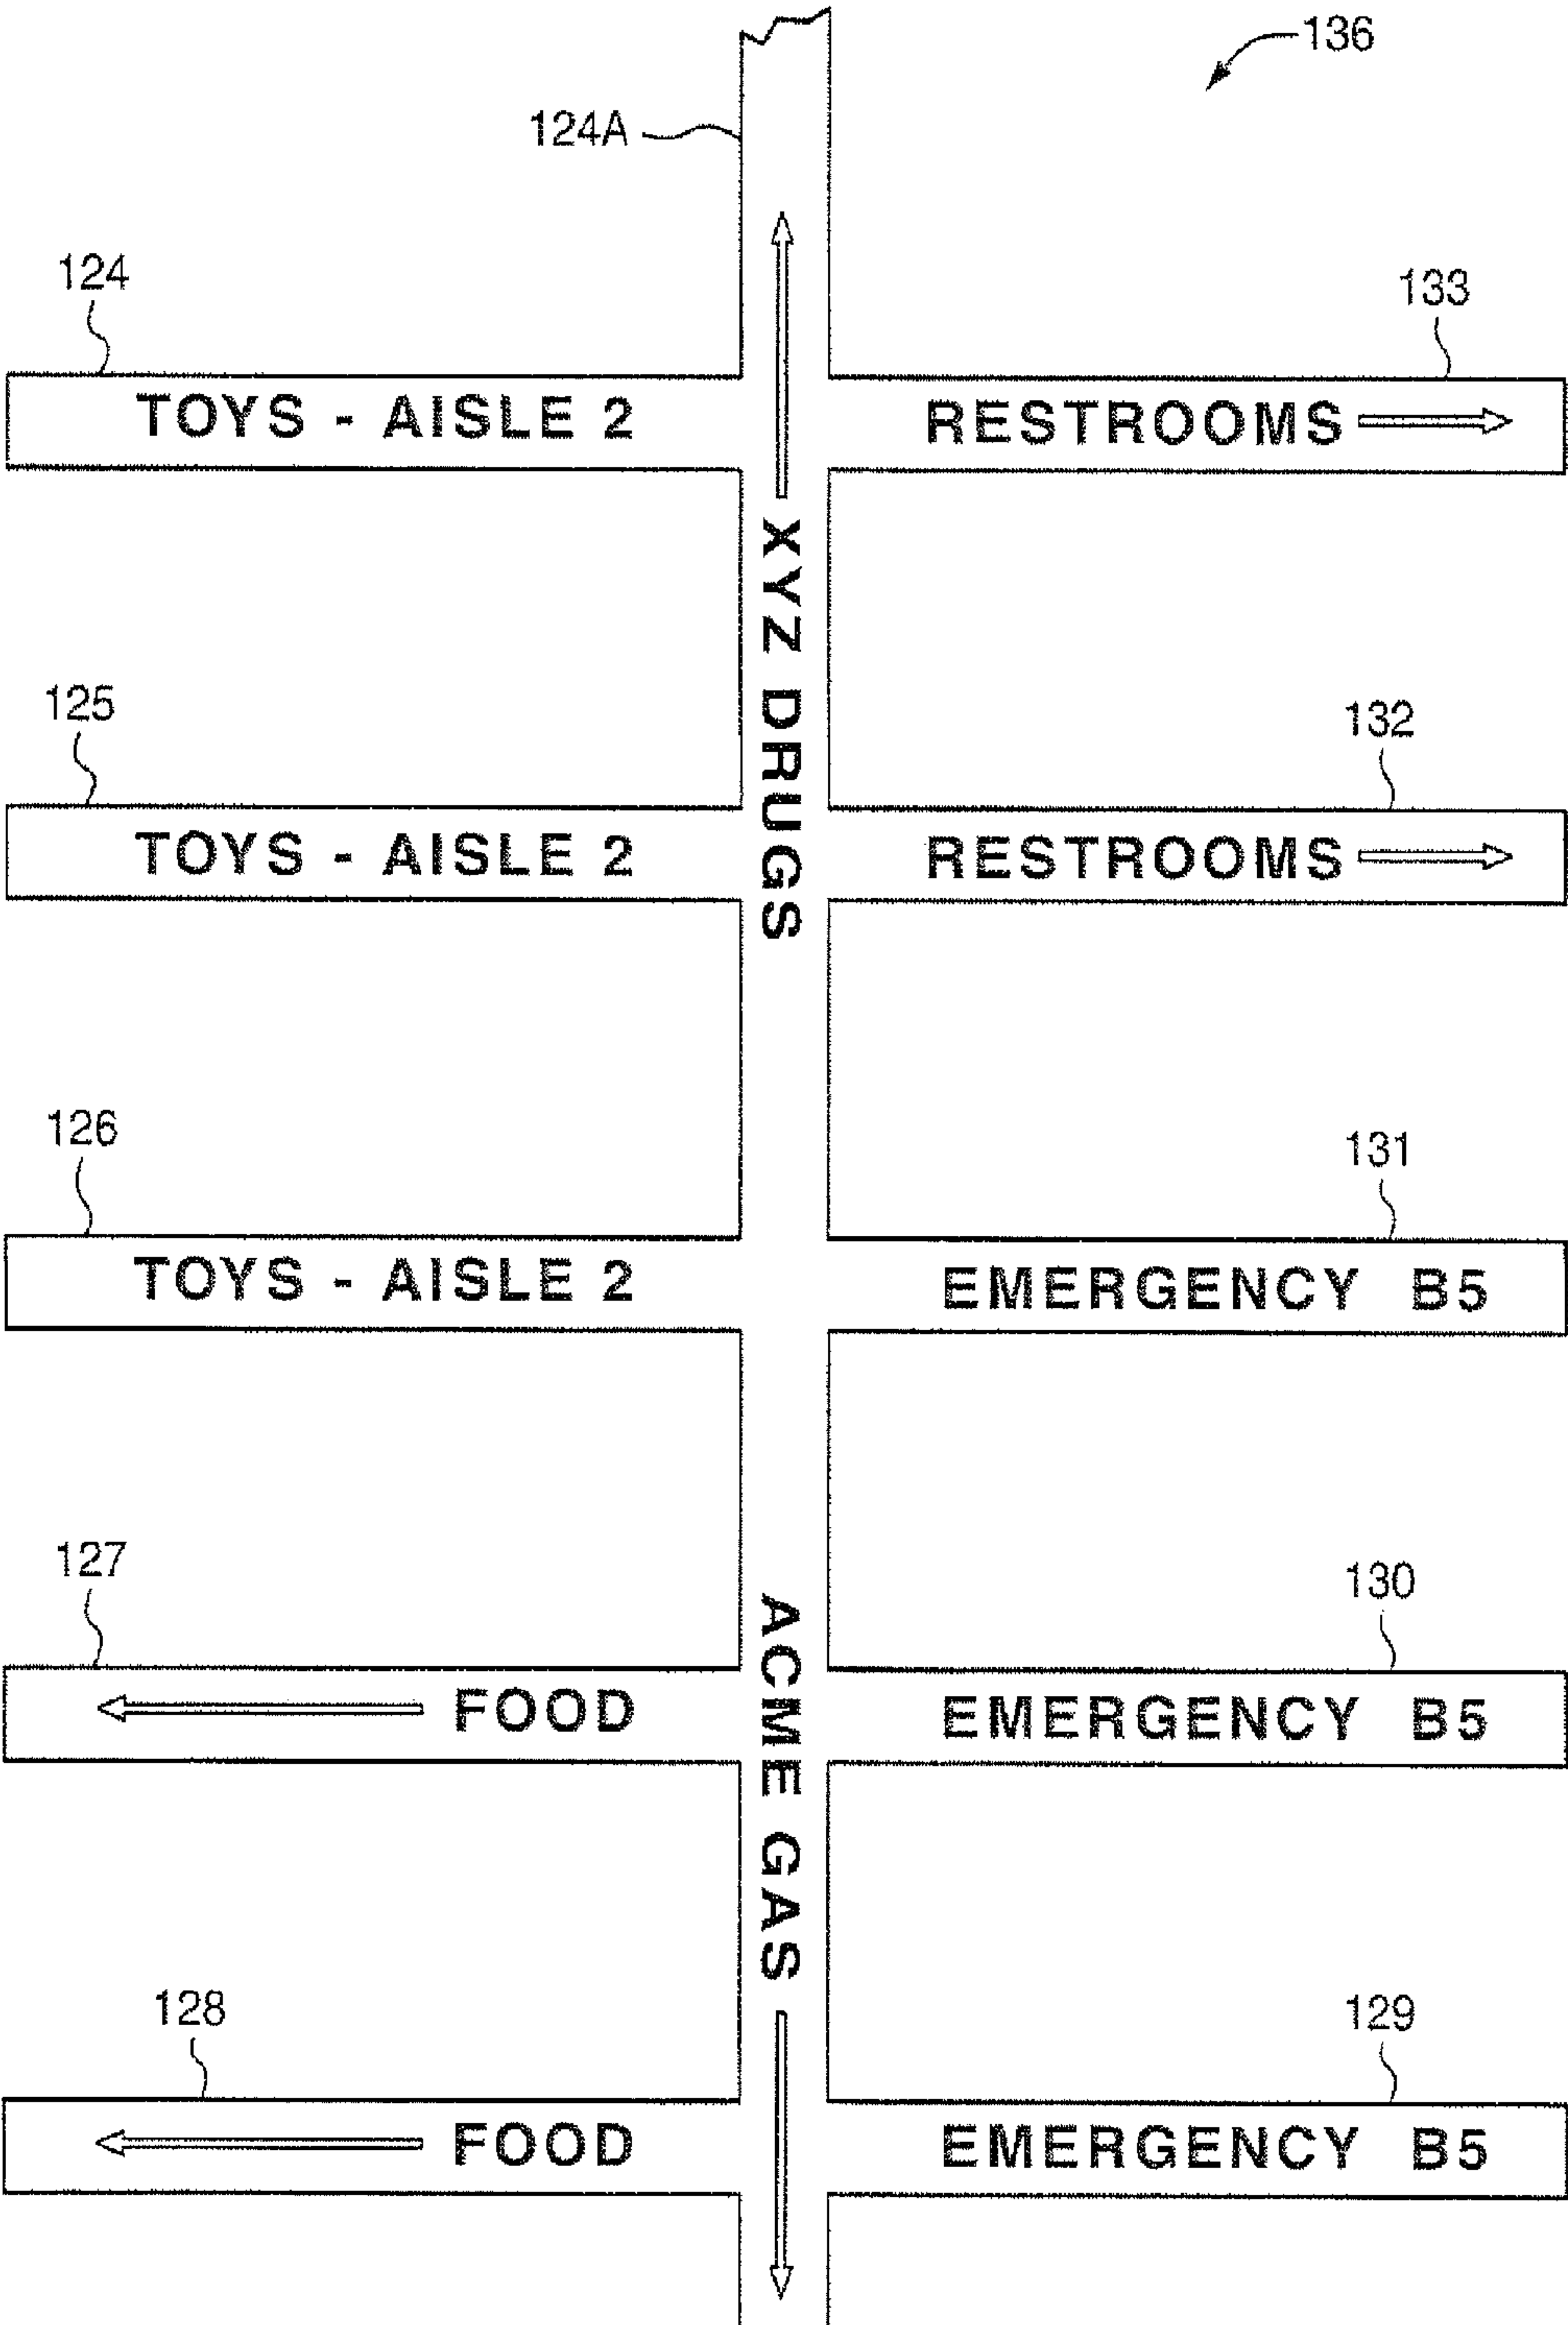 136
124A
124
133
TOYS - AISLE 2
RESTROOMS
XYZ DRUGS
125
132
TOYS - AISLE 2
RESTROOMS
126
131
TOYS - AISLE 2
EMERGENCY B5
127
130
FOOD
EMERGENCY B5
ACME GAS
128
129
FOOD
EMERGENCY B5